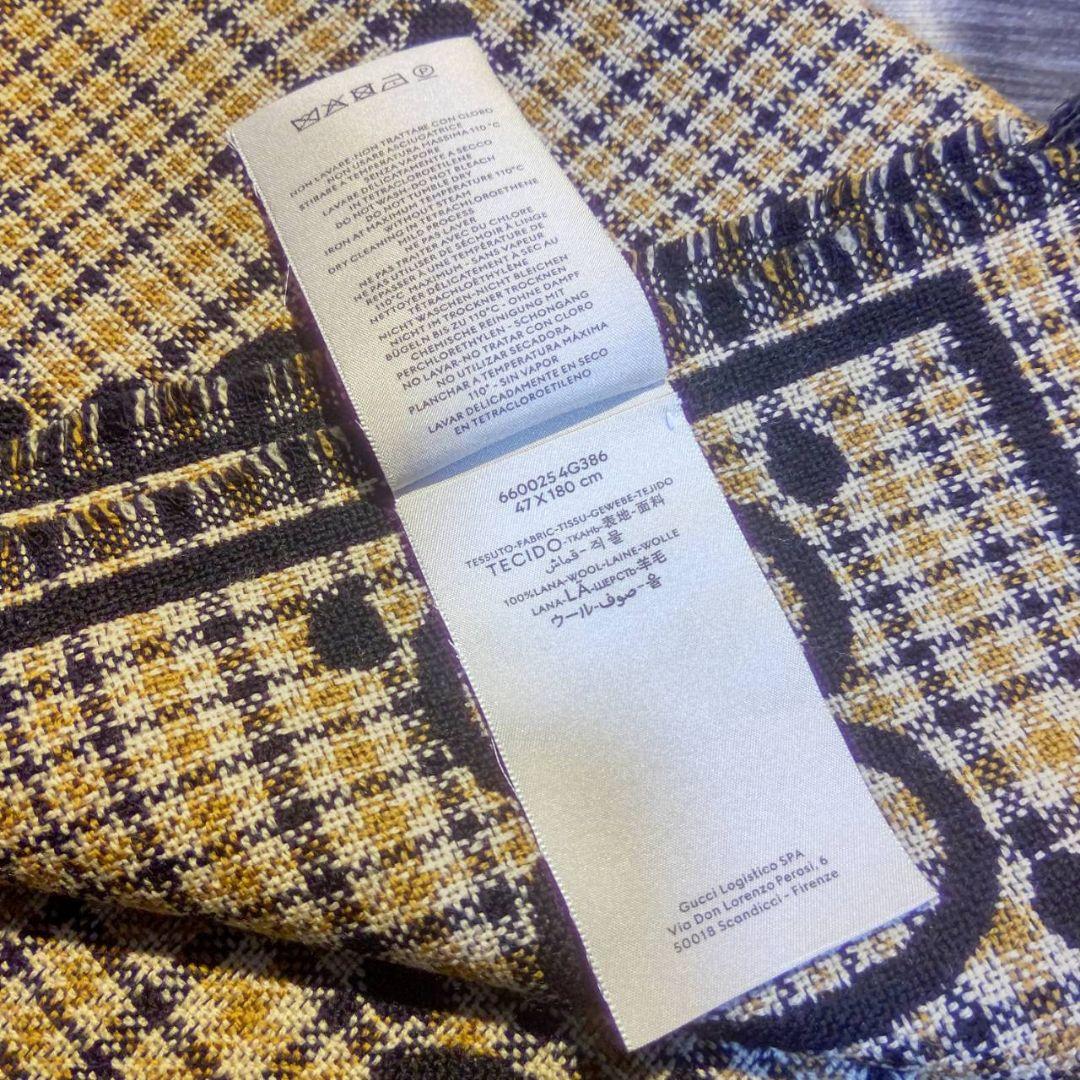 NON LAVARE-NON TRATTARE CON CLORO
NON USARE ASCIUGATRICE
STIRARE A TEMPERATURA MASSIMA 110 °C
SENZA VAPORE
LAVARE DELICATAMENTE A SECCO
IN TETRACLOROETILENE
DO NOT WASH-DO NOT BLEACH
DO NOT TUMBLE DRY
IRON AT MAXIMUM TEMPERATURE 110°C
WITHOUT STEAM
DRY CLEANING IN TETRACHLOROETHENE
MILD PROCESS
NE PAS LAVER
NE PAS TRAITER AVEC DU CHLORE
NE PAS UTILISER DE SÉCHOIR À LINGE
REPASSER À UNE TEMPÉRATURE DE
110°C MAXIMUM - SANS VAPEUR
NETTOYER DÉLICATEMENT À SEC AU
TÉTRACLOÉTHYLÈNE
NICHT WASCHEN-NICHT BLEICHEN
NICHT IM TROCKNER TROCKNEN
BÜGELN BIS ZU 110°C - OHNE DAMPF
CHEMISCHE REINIGUNG MIT
PERCHLORETHYLEN - SCHONGANG
NO LAVAR-NO TRATAR CON CLORO
NO UTILIZAR SECADORA
PLANCHAR A TEMPERATURA MÁXIMA
110° - SIN VAPOR
LAVAR DELICADAMENTE EN SECO
EN TETRACLOROETILENO
660025 4G386
47 X 180 cm
TESSUTO-FABRIC-TISSU-GEWEBE-TEJIDO
TECIDO-ТКАНЬ-表地-面料
قماش - 직물
100%LANA-WOOL-LAINE-WOLLE
LANA-LÃ-ШЕРСТЬ-羊毛
ウール-صوف-울
Gucci Logistica SPA
Via Don Lorenzo Perosi, 6
50018 Scandicci - Firenze